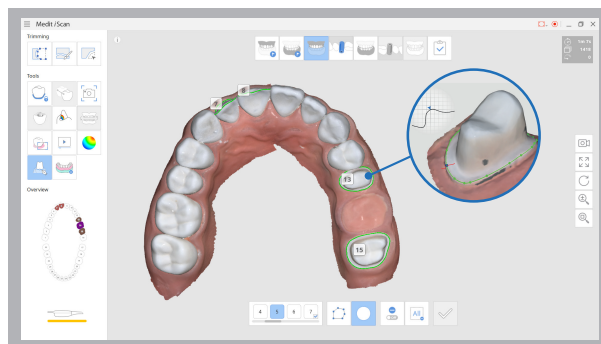 Medit iScan
Trimming
Tools
Overview
13
15
4 5 6 7
All